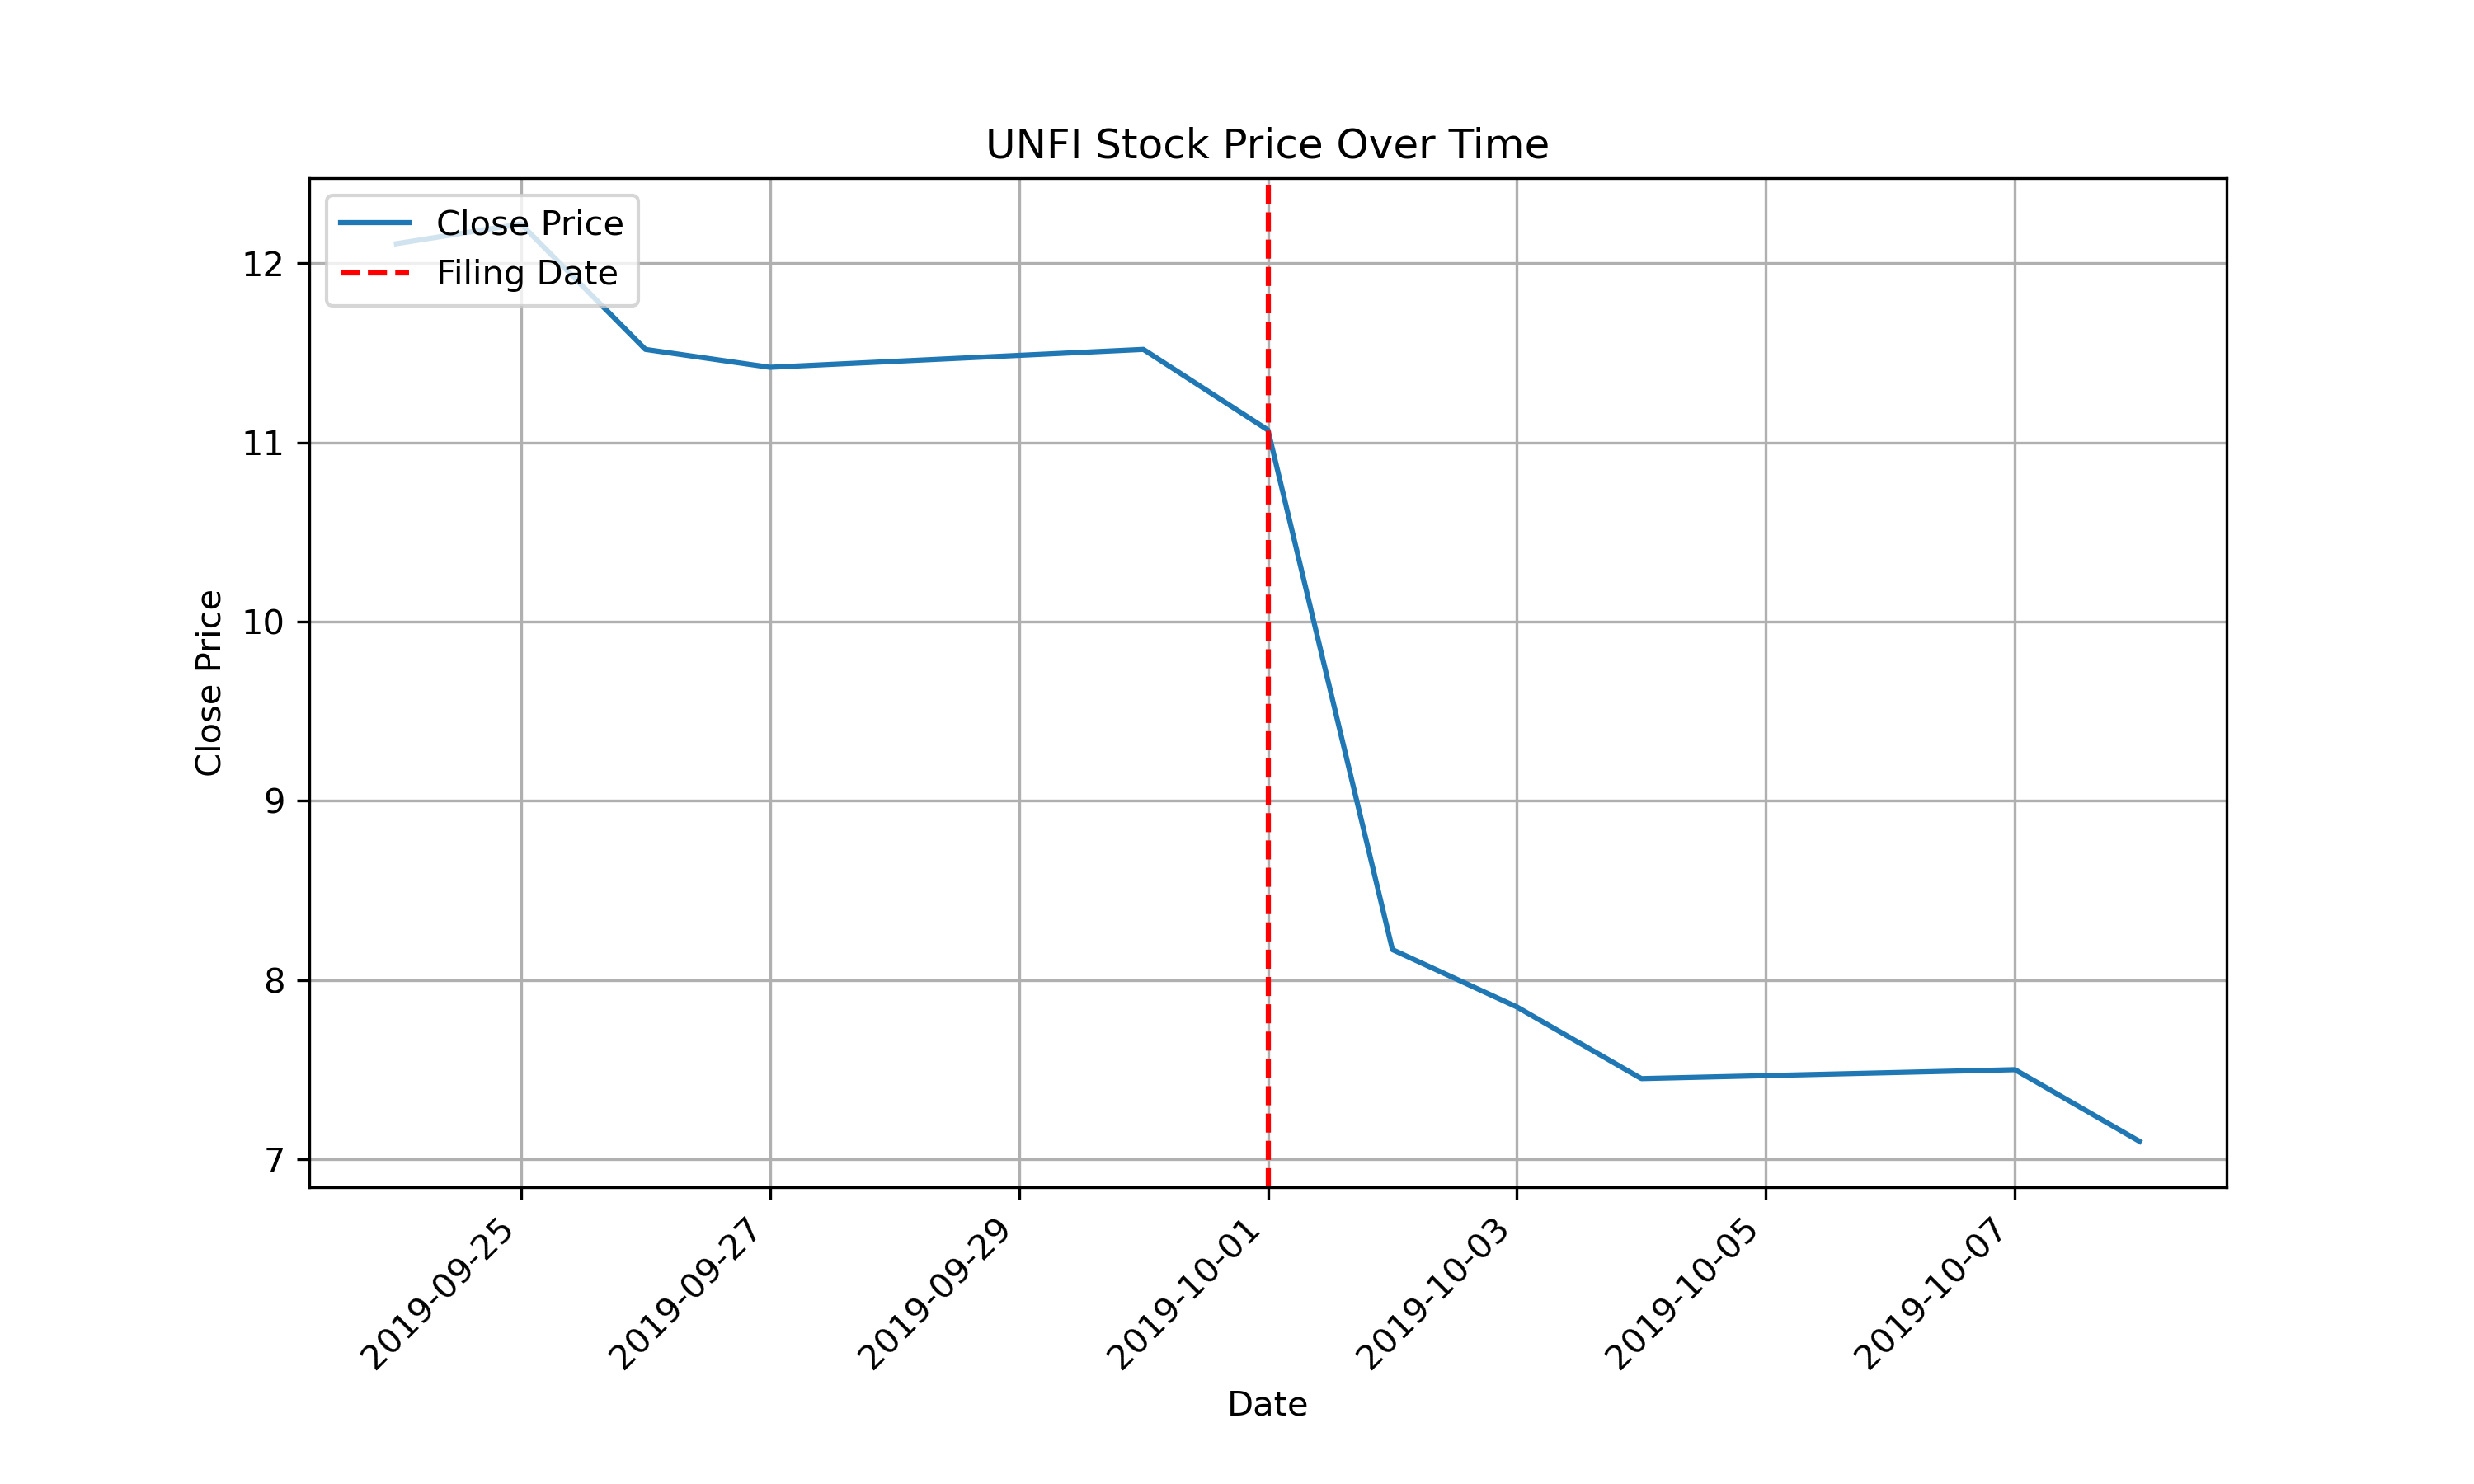 UNFI Stock Price Over Time
Close Price
Filing Date
12
11
10
9
8
7
Close Price
2019-09-25
2019-09-27
2019-09-29
2019-10-01
2019-10-03
2019-10-05
2019-10-07
Date